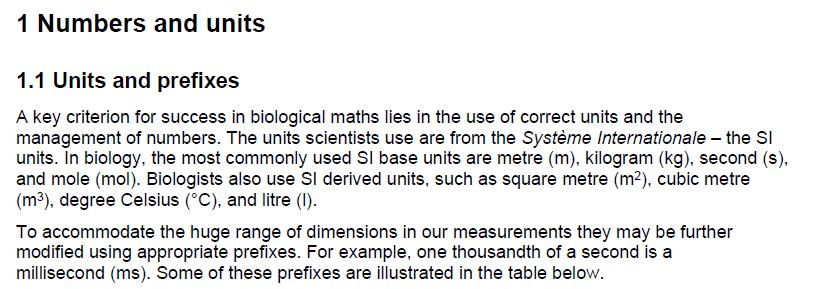 1 Numbers and units
1.1 Units and prefixes
A key criterion for success in biological maths lies in the use of correct units and the
management of numbers. The units scientists use are from the Système Internationale – the SI
units. In biology, the most commonly used SI base units are metre (m), kilogram (kg), second (s),
and mole (mol). Biologists also use SI derived units, such as square metre (m²), cubic metre
(m³), degree Celsius (°C), and litre (l).
To accommodate the huge range of dimensions in our measurements they may be further
modified using appropriate prefixes. For example, one thousandth of a second is a
millisecond (ms). Some of these prefixes are illustrated in the table below.